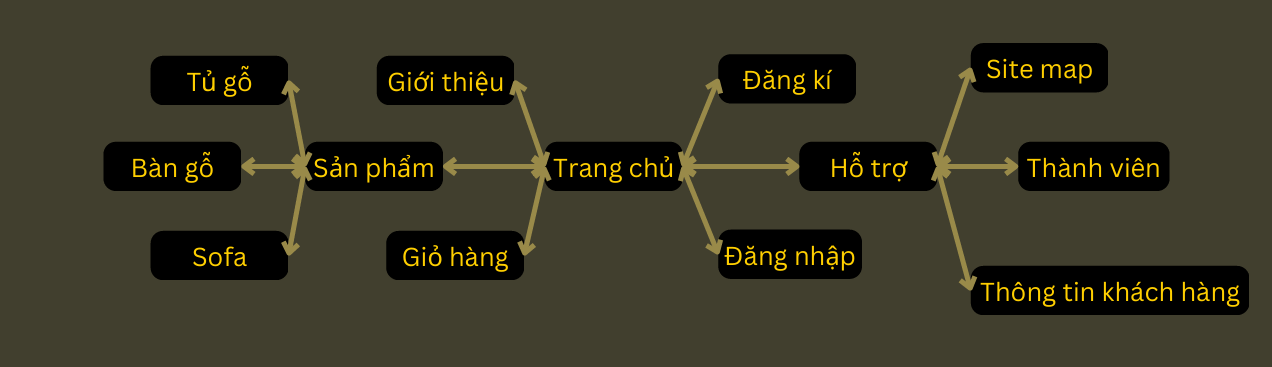 Tủ gỗ
Giới thiệu
Đăng kí
Site map
Bàn gỗ
Sản phẩm
Trang chủ
Hỗ trợ
Thành viên
Sofa
Giỏ hàng
Đăng nhập
Thông tin khách hàng